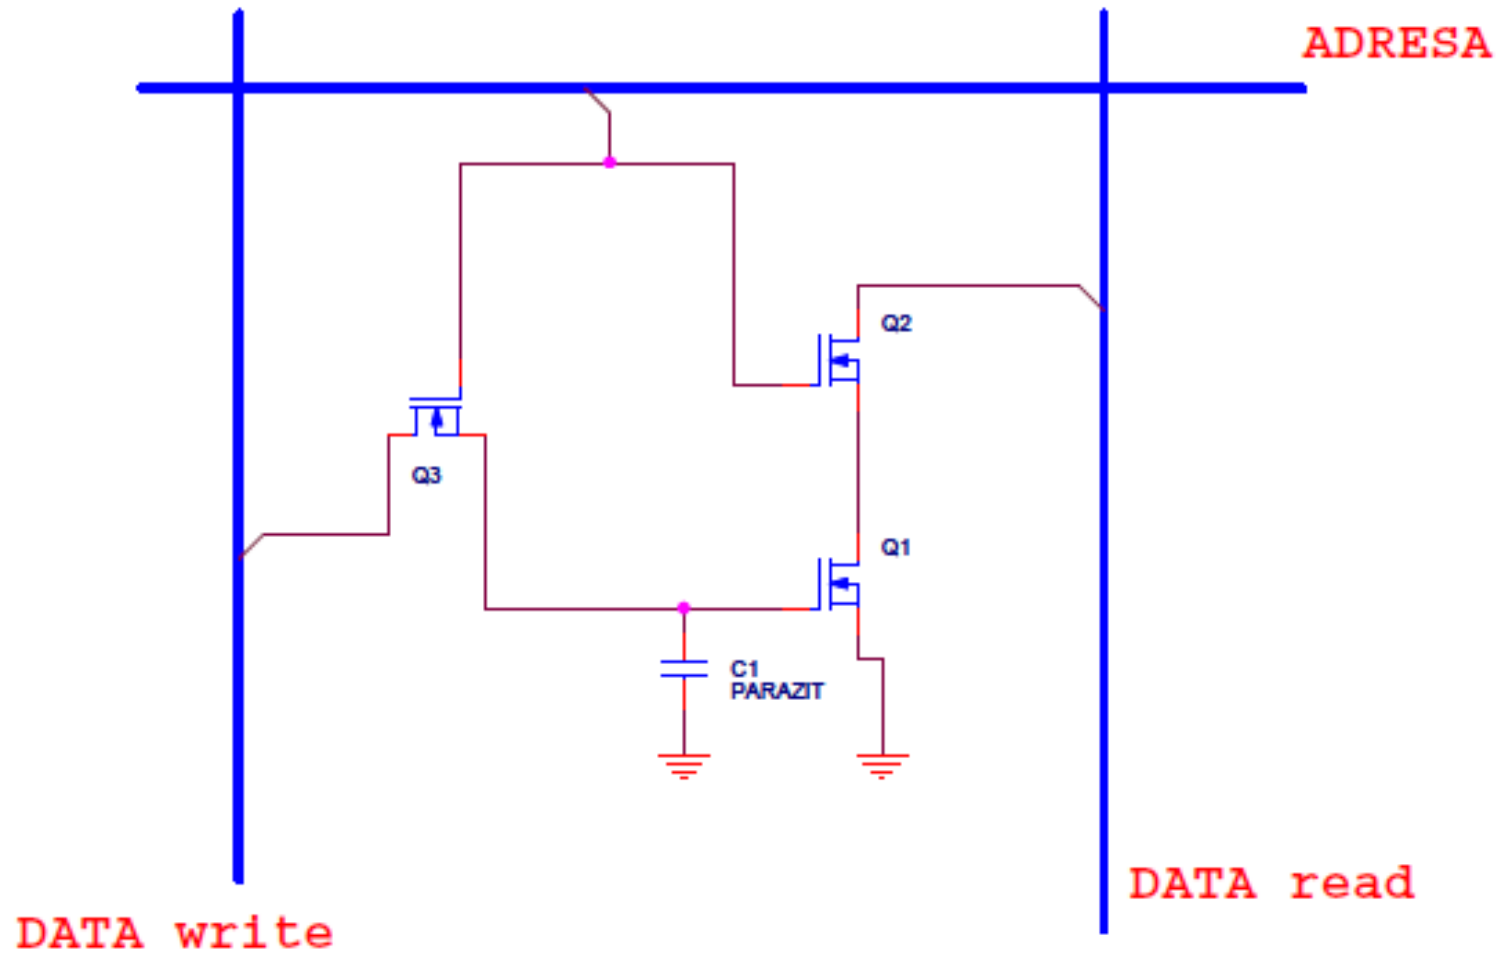 ADRESA
Q2
Q3
Q1
C1
PARAZIT
DATA read
DATA write